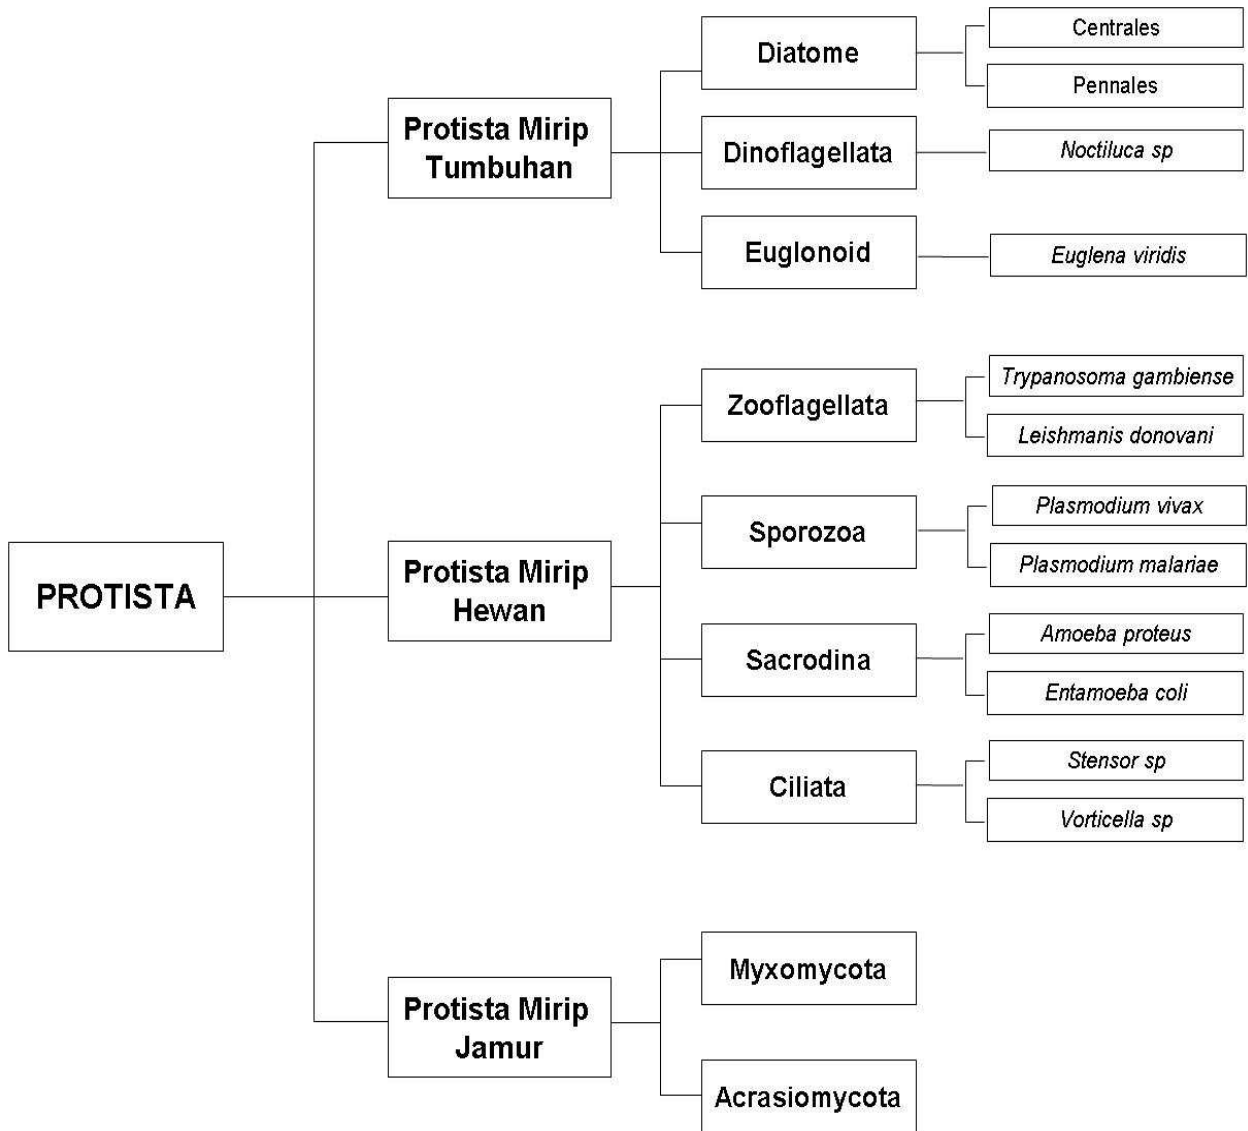 PROTISTA
Protista Mirip
Tumbuhan
Diatome
Centrales
Pennales
Dinoflagellata
Noctiluca sp
Euglonoid
Euglena viridis
Protista Mirip
Hewan
Zooflagellata
Trypanosoma gambiense
Leishmanis donovani
Sporozoa
Plasmodium vivax
Plasmodium malariae
Sacrodina
Amoeba proteus
Entamoeba coli
Ciliata
Stensor sp
Vorticella sp
Protista Mirip
Jamur
Myxomycota
Acrasiomycota